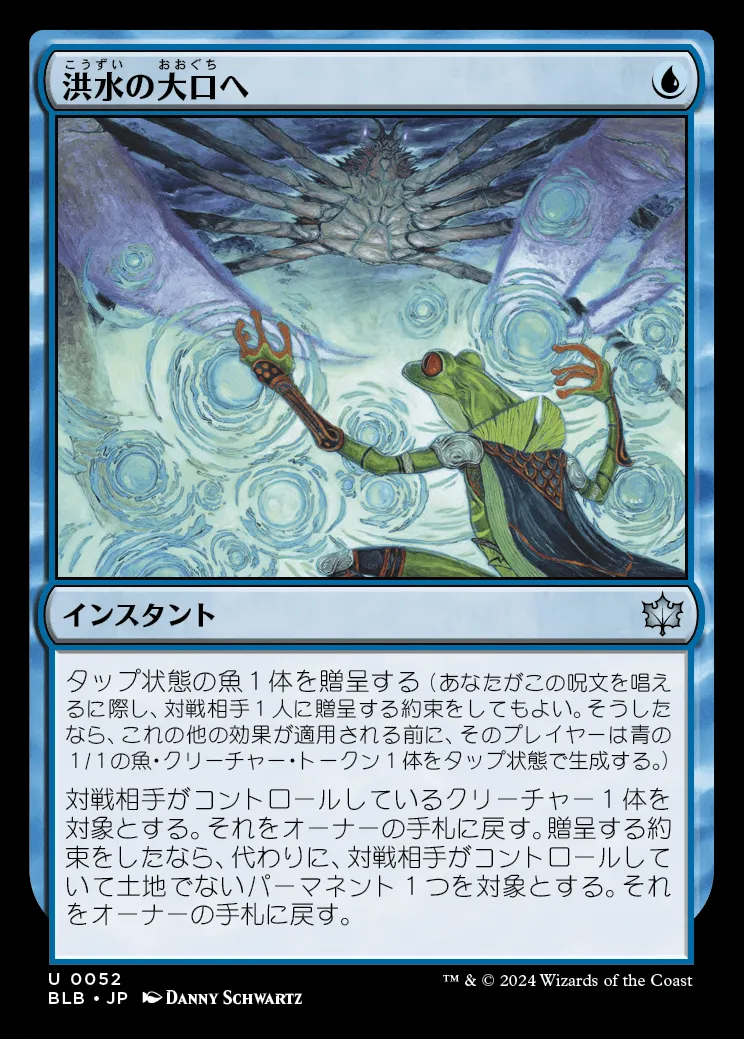 こうずい おおぐち
洪水の大口へ
インスタント
タップ状態の魚１体を贈呈する（あなたがこの呪文を唱え
るに際し、対戦相手１人に贈呈する約束をしてもよい。そうした
なら、これの他の効果が適用される前に、そのプレイヤーは青の
１/１の魚・クリーチャー・トークン１体をタップ状態で生成する。）
対戦相手がコントロールしているクリーチャー１体を
対象とする。それをオーナーの手札に戻す。贈呈する約
束をしたなら、代わりに、対戦相手がコントロールして
いて土地でないパーマネント１つを対象とする。それ
をオーナーの手札に戻す。
U 0052
BLB • JP Danny Schwartz
™ & © 2024 Wizards of the Coast